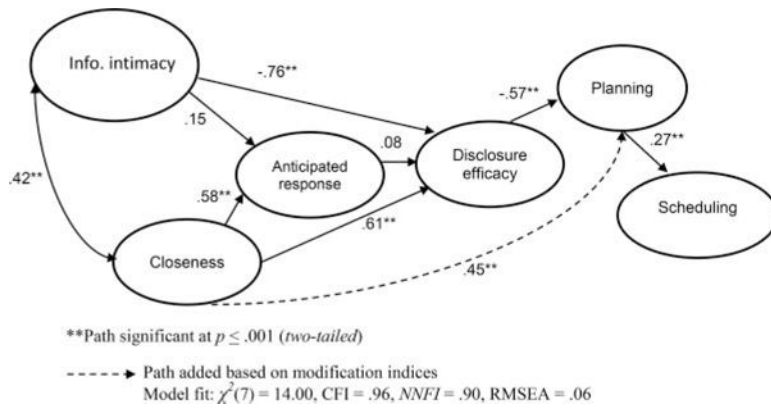 Info. intimacy
-.76**
-.57**
Planning
.15
.08
.27**
Anticipated
response
Disclosure
efficacy
.42**
.58**
.61**
Scheduling
Closeness
.45**
**Path significant at p ≤ .001 (two-tailed)
Path added based on modification indices
Model fit: χ²(7) = 14.00, CFI = .96, NNFI = .90, RMSEA = .06